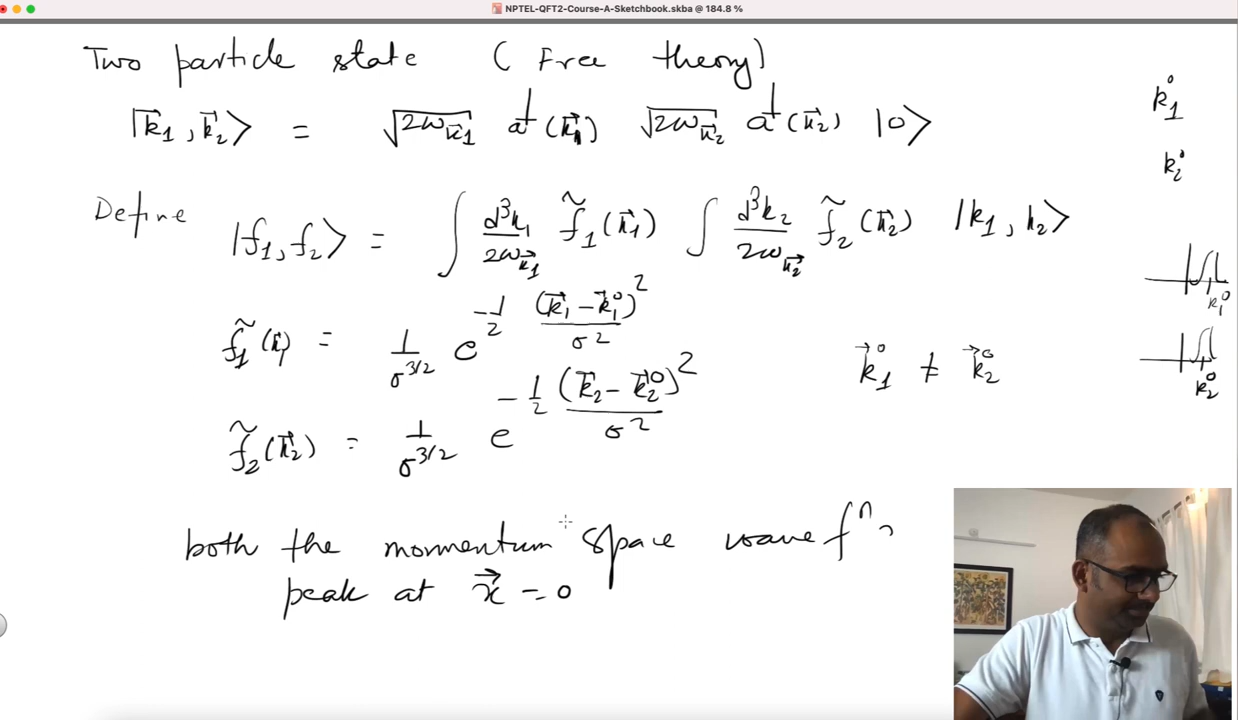 NPTEL-QFT2-Course-A-Sketchbook.skba @ 184.8 %
Two particle state (Free theory)
|k⃗₁, k⃗₂⟩ = √(2ω_k⃗₁) a†(k⃗₁) √(2ω_k⃗₂) a†(k⃗₂) |0⟩
k₁⁰
k₂⁰
Define |f₁, f₂⟩ = ∫ d³k₁/2ω_k⃗₁ f̃₁(k⃗₁) ∫ d³k₂/2ω_k⃗₂ f̃₂(k⃗₂) |k₁, k₂⟩
f̃₁(k⃗₁) = 1/σ^{3/2} e^{-1/2 (k⃗₁ - k⃗₁⁰)²/σ²}
k⃗₁⁰ ≠ k⃗₂⁰
k₁⁰
k₂⁰
f̃₂(k⃗₂) = 1/σ^{3/2} e^{-1/2 (k⃗₂ - k⃗₂⁰)²/σ²}
both the momentum space wave fⁿs
peak at x⃗ = 0